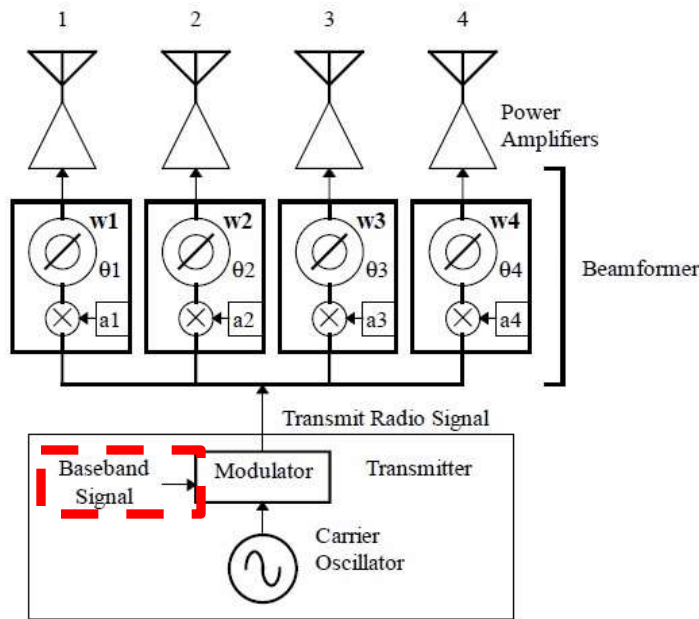 1 2 3 4
Power
Amplifiers
w1 w2 w3 w4
θ1 θ2 θ3 θ4
Beamformer
a1 a2 a3 a4
Transmit Radio Signal
Baseband
Signal
Modulator
Transmitter
Carrier
Oscillator